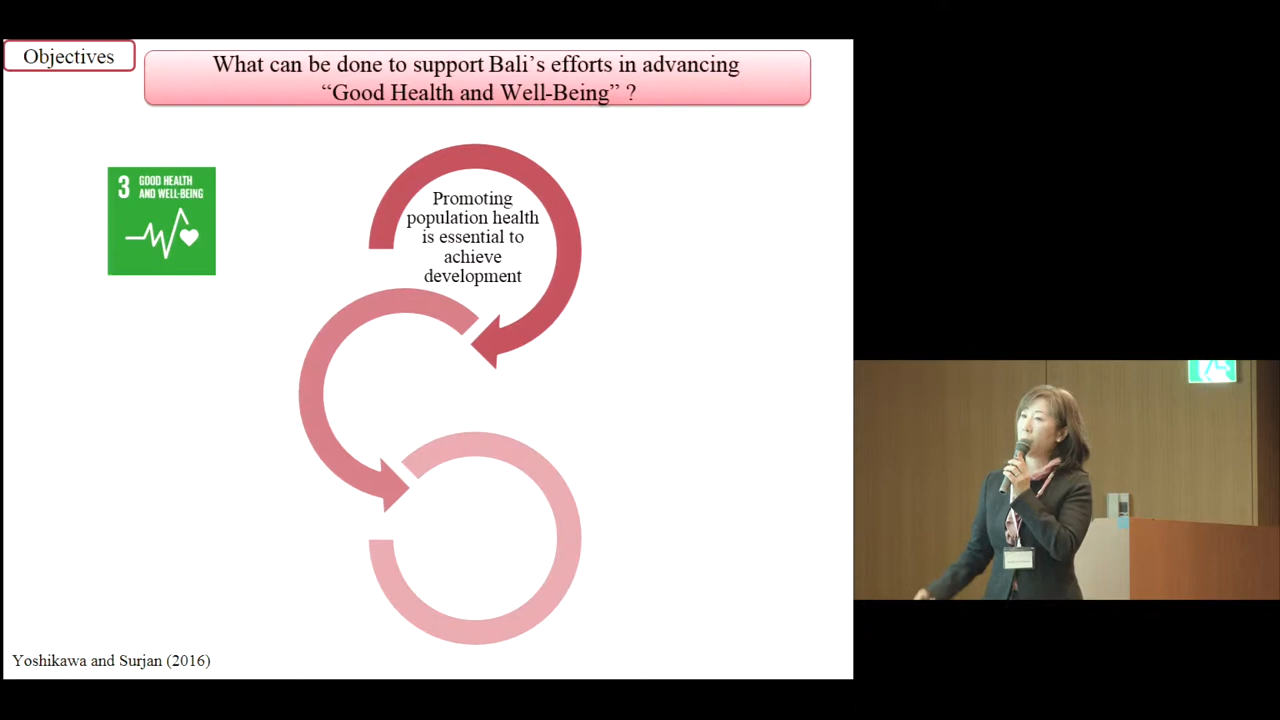 Objectives
What can be done to support Bali’s efforts in advancing
“Good Health and Well-Being” ?
3 GOOD HEALTH
AND WELL-BEING
Promoting
population health
is essential to
achieve
development
Yoshikawa and Surjan (2016)